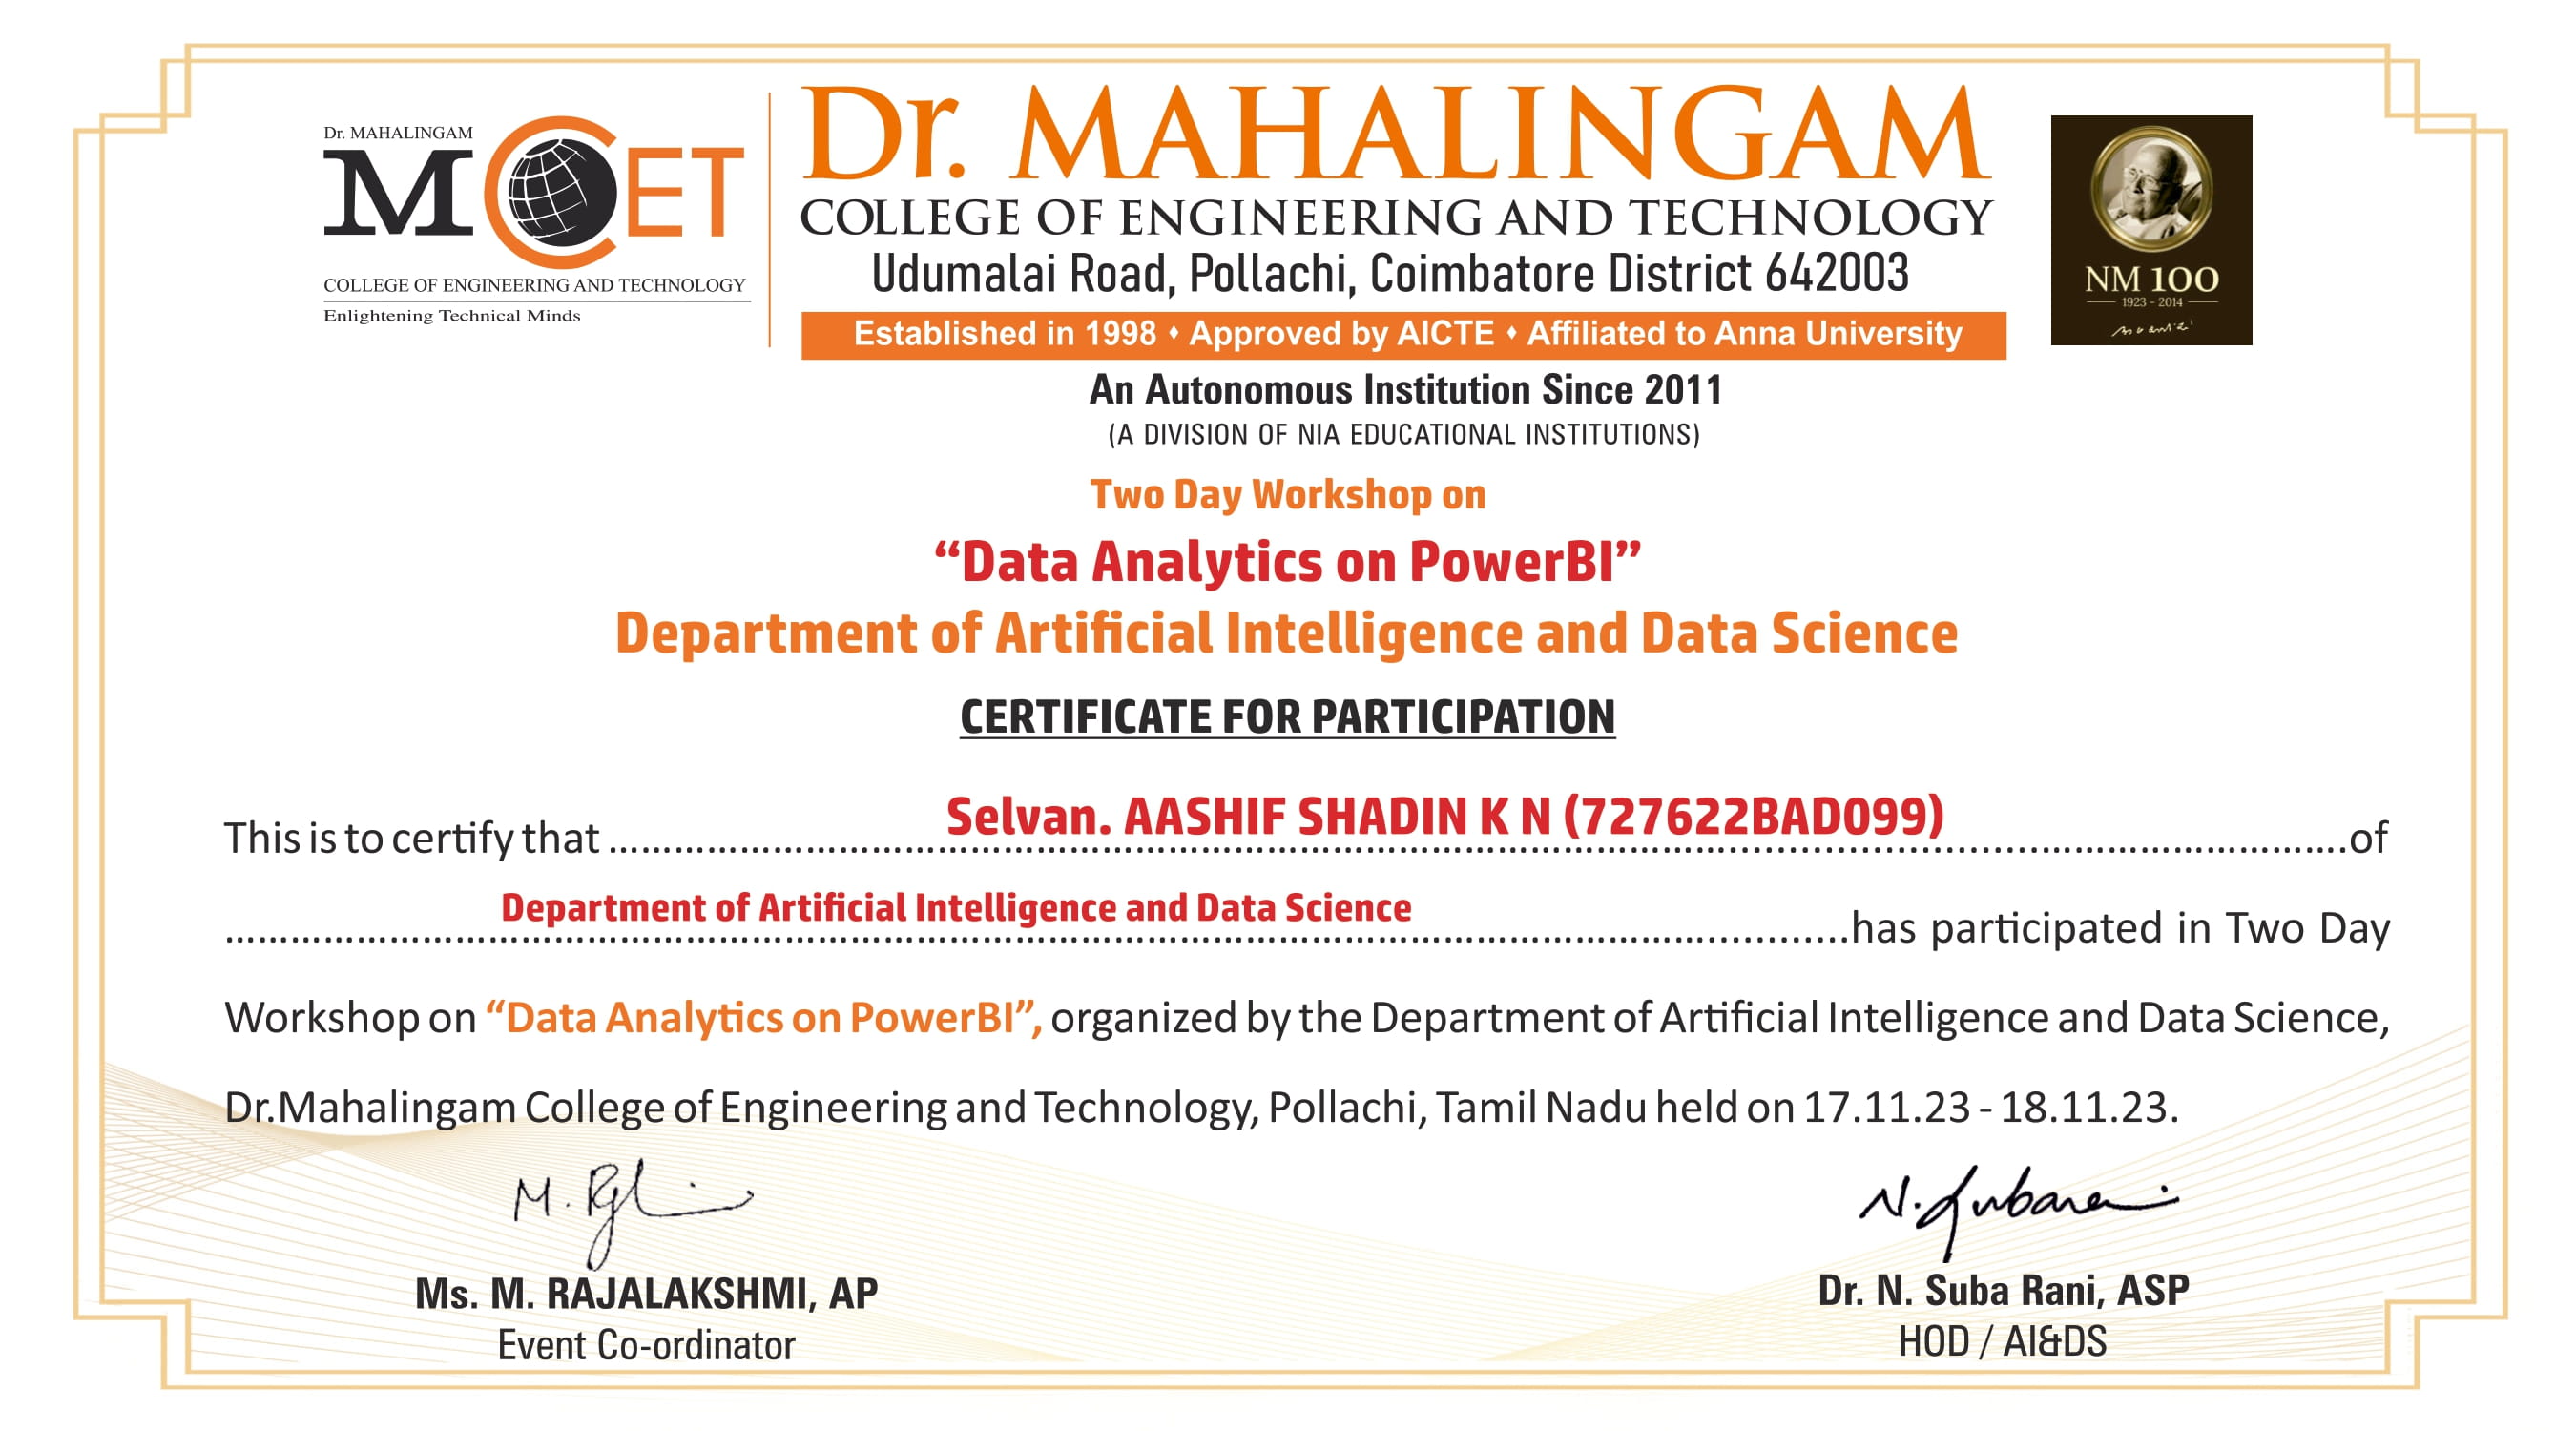 Dr. MAHALINGAM
MCET
COLLEGE OF ENGINEERING AND TECHNOLOGY
Enlightening Technical Minds
Dr. MAHALINGAM
COLLEGE OF ENGINEERING AND TECHNOLOGY
Udumalai Road, Pollachi, Coimbatore District 642003
Established in 1998 ⬩ Approved by AICTE ⬩ Affiliated to Anna University
An Autonomous Institution Since 2011
(A DIVISION OF NIA EDUCATIONAL INSTITUTIONS)
NM 100
1923 - 2014
Two Day Workshop on
“Data Analytics on PowerBI”
Department of Artificial Intelligence and Data Science
CERTIFICATE FOR PARTICIPATION
This is to certify that Selvan. AASHIF SHADIN K N (727622BAD099) of
Department of Artificial Intelligence and Data Science has participated in Two Day
Workshop on “Data Analytics on PowerBI”, organized by the Department of Artificial Intelligence and Data Science,
Dr.Mahalingam College of Engineering and Technology, Pollachi, Tamil Nadu held on 17.11.23 - 18.11.23.
Ms. M. RAJALAKSHMI, AP
Event Co-ordinator
Dr. N. Suba Rani, ASP
HOD / AI&DS